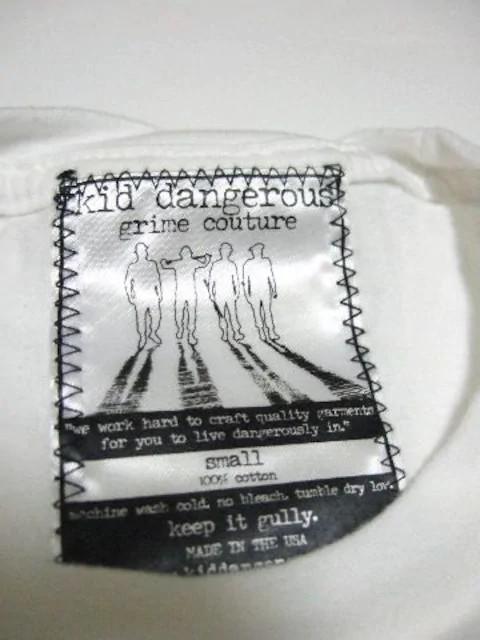 kid dangerous
grime couture
"we work hard to craft quality garments
for you to live dangerously in."
small
100% cotton
machine wash cold. no bleach. tumble dry low.
keep it gully.
MADE IN THE USA